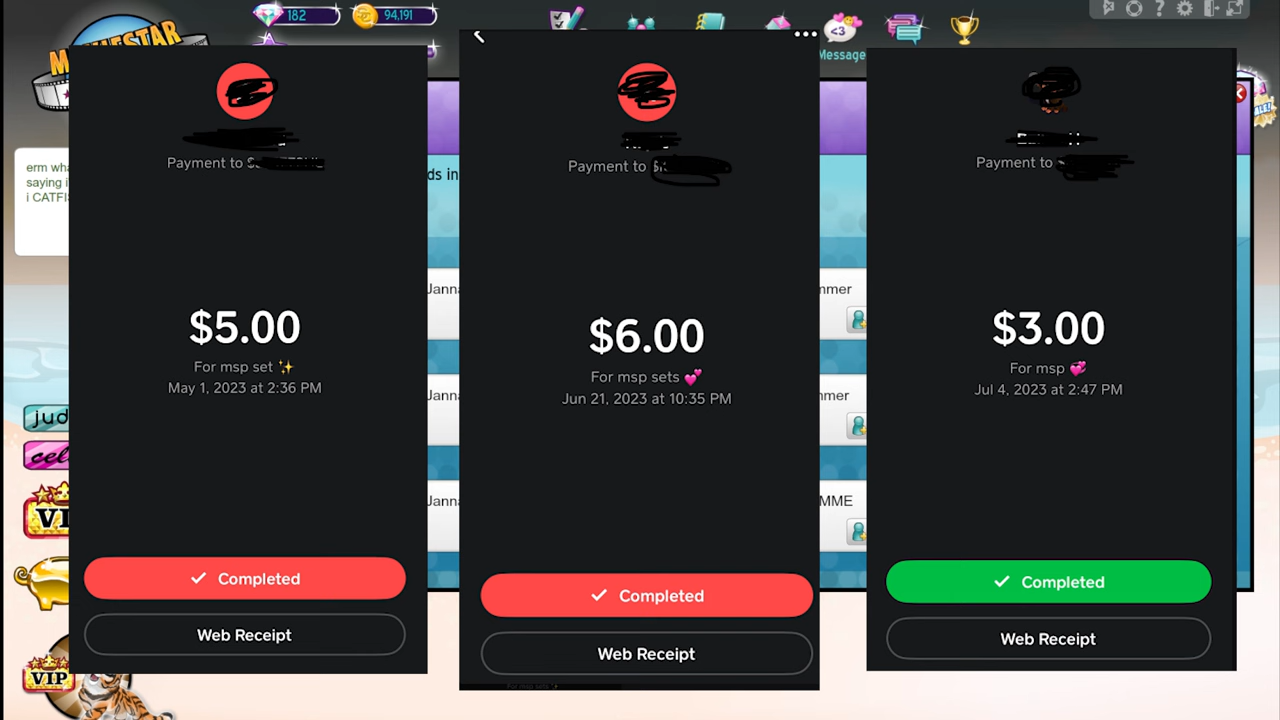 182
94,191
<3
Message
erm wha
saying i
i CATFIS
ds in
Payment to
$5.00
For msp set ✨
May 1, 2023 at 2:36 PM
✓ Completed
Web Receipt
Payment to
$6.00
For msp sets 💕
Jun 21, 2023 at 10:35 PM
✓ Completed
Web Receipt
Payment to
$3.00
For msp 💞
Jul 4, 2023 at 2:47 PM
✓ Completed
Web Receipt
Janna
mmer
Janna
mmer
Janna
MME
jud
cel
VI
VIP